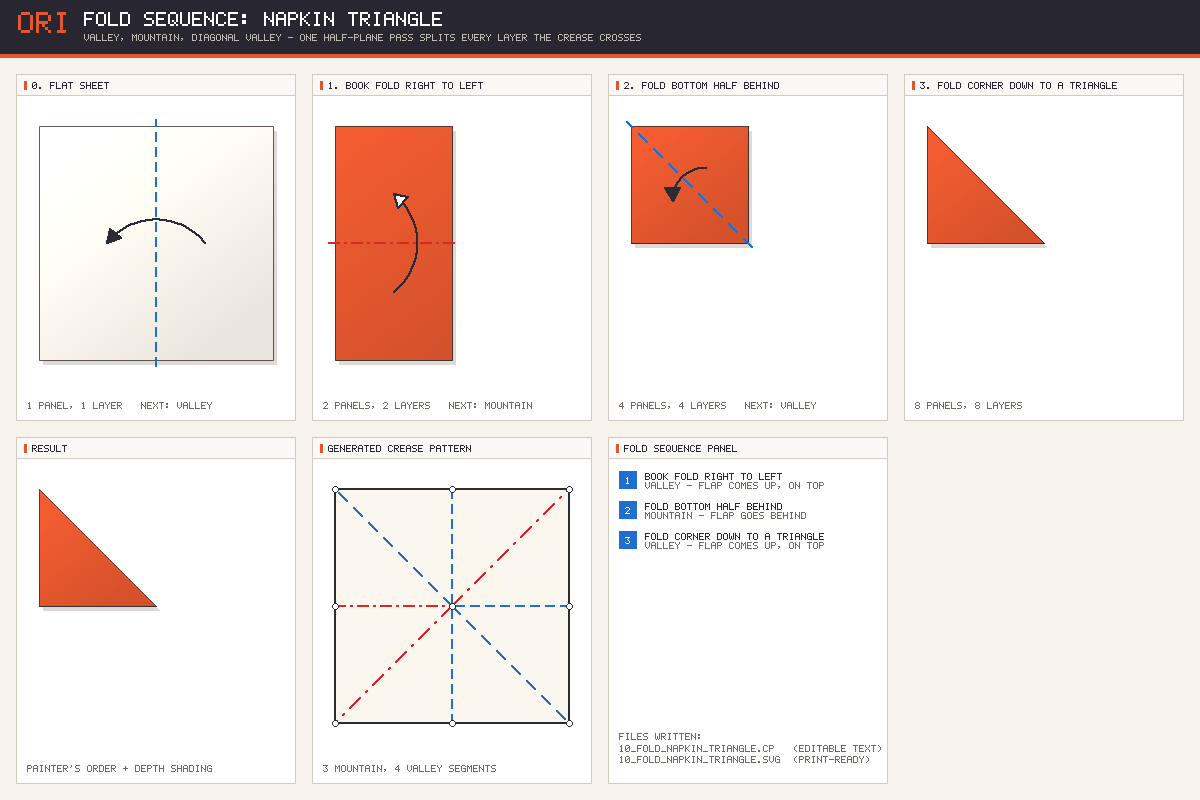 ORI
FOLD SEQUENCE: NAPKIN TRIANGLE
VALLEY, MOUNTAIN, DIAGONAL VALLEY – ONE HALF-PLANE PASS SPLITS EVERY LAYER THE CREASE CROSSES
0. FLAT SHEET
1 PANEL, 1 LAYER NEXT: VALLEY
1. BOOK FOLD RIGHT TO LEFT
2 PANELS, 2 LAYERS NEXT: MOUNTAIN
2. FOLD BOTTOM HALF BEHIND
4 PANELS, 4 LAYERS NEXT: VALLEY
3. FOLD CORNER DOWN TO A TRIANGLE
8 PANELS, 8 LAYERS
RESULT
PAINTER'S ORDER + DEPTH SHADING
GENERATED CREASE PATTERN
3 MOUNTAIN, 4 VALLEY SEGMENTS
FOLD SEQUENCE PANEL
1 BOOK FOLD RIGHT TO LEFT
VALLEY – FLAP COMES UP, ON TOP
2 FOLD BOTTOM HALF BEHIND
MOUNTAIN – FLAP GOES BEHIND
3 FOLD CORNER DOWN TO A TRIANGLE
VALLEY – FLAP COMES UP, ON TOP
FILES WRITTEN:
10_FOLD_NAPKIN_TRIANGLE.CP (EDITABLE TEXT)
10_FOLD_NAPKIN_TRIANGLE.SVG (PRINT-READY)